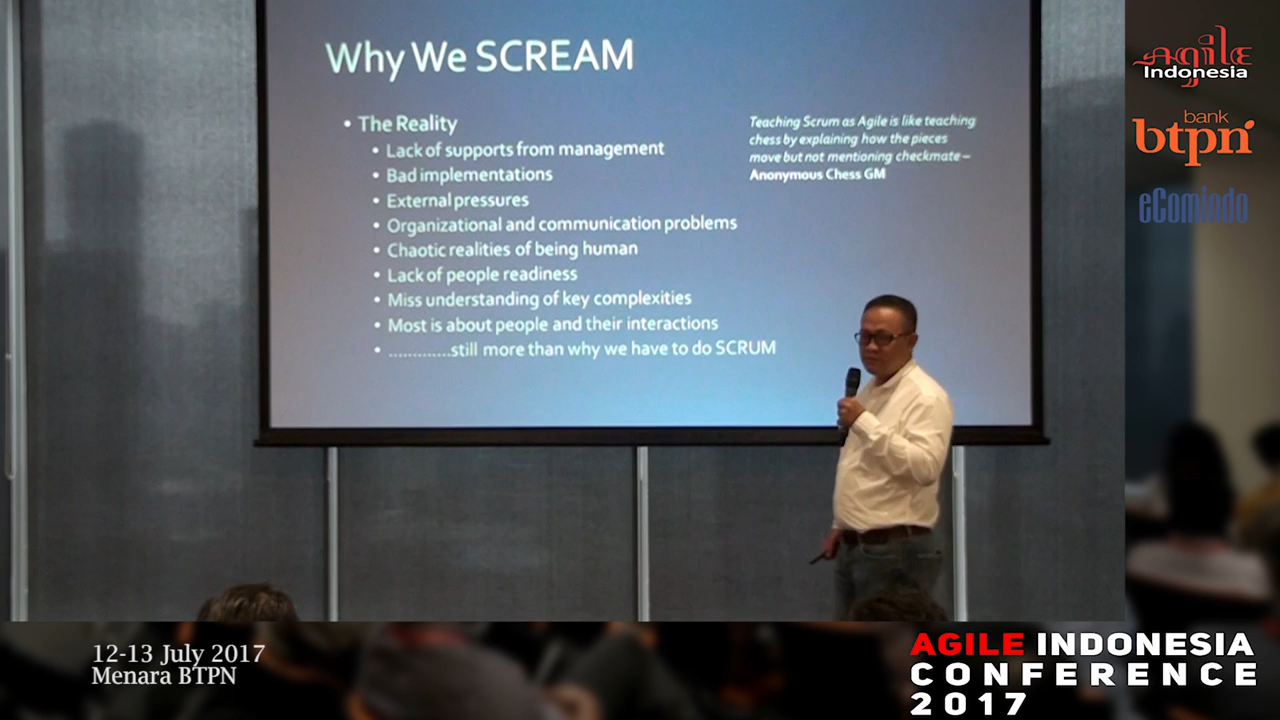 Why We SCREAM
• The Reality
• Lack of supports from management
• Bad implementations
• External pressures
• Organizational and communication problems
• Chaotic realities of being human
• Lack of people readiness
• Miss understanding of key complexities
• Most is about people and their interactions
• .............still more than why we have to do SCRUM
Teaching Scrum as Agile is like teaching
chess by explaining how the pieces
move but not mentioning checkmate –
Anonymous Chess GM
agile
Indonesia
bank
btpn
eComindo
12-13 July 2017
Menara BTPN
AGILE INDONESIA
CONFERENCE
2017